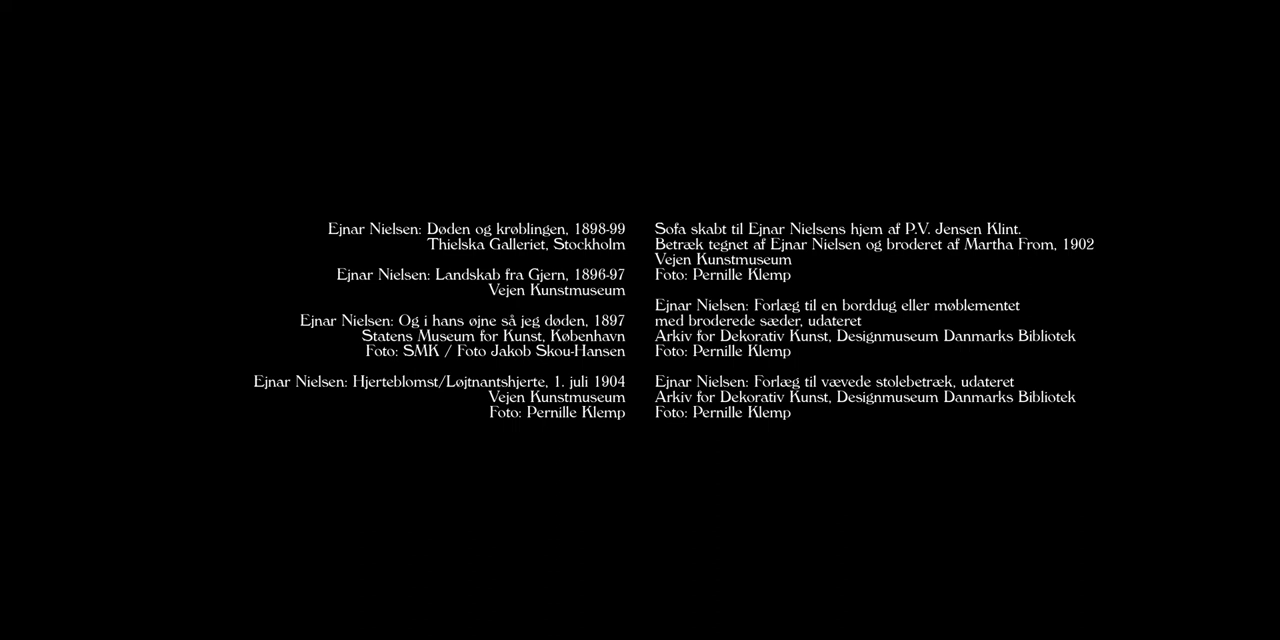 Ejnar Nielsen: Døden og krøblingen, 1898-99
Thielska Galleriet, Stockholm
Ejnar Nielsen: Landskab fra Gjern, 1896-97
Vejen Kunstmuseum
Ejnar Nielsen: Og i hans øjne så jeg døden, 1897
Statens Museum for Kunst, København
Foto: SMK / Foto Jakob Skou-Hansen
Ejnar Nielsen: Hjerteblomst/Løjtnantshjerte, 1. juli 1904
Vejen Kunstmuseum
Foto: Pernille Klemp
Sofa skabt til Ejnar Nielsens hjem af P.V. Jensen Klint.
Betræk tegnet af Ejnar Nielsen og broderet af Martha From, 1902
Vejen Kunstmuseum
Foto: Pernille Klemp
Ejnar Nielsen: Forlæg til en borddug eller møblementet
med broderede sæder, udateret
Arkiv for Dekorativ Kunst, Designmuseum Danmarks Bibliotek
Foto: Pernille Klemp
Ejnar Nielsen: Forlæg til vævede stolebetræk, udateret
Arkiv for Dekorativ Kunst, Designmuseum Danmarks Bibliotek
Foto: Pernille Klemp